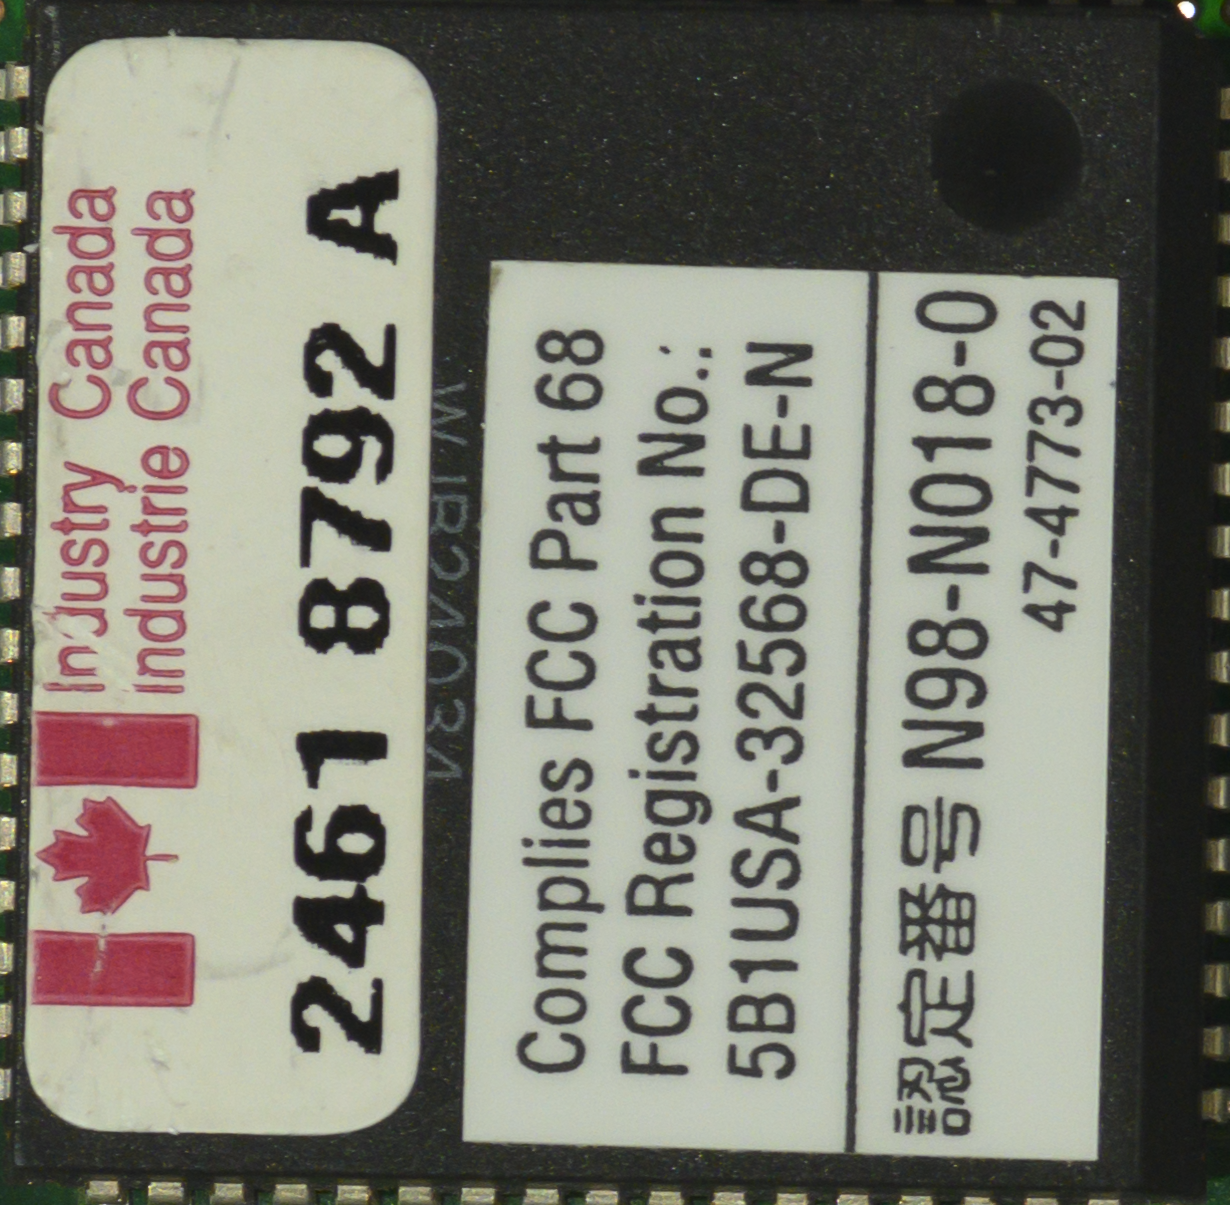 Industry Canada
Industrie Canada
2461 8792 A
Complies FCC Part 68
FCC Registration No.:
5B1USA-32568-DE-N
認定番号 N98-N018-0
47-4773-02